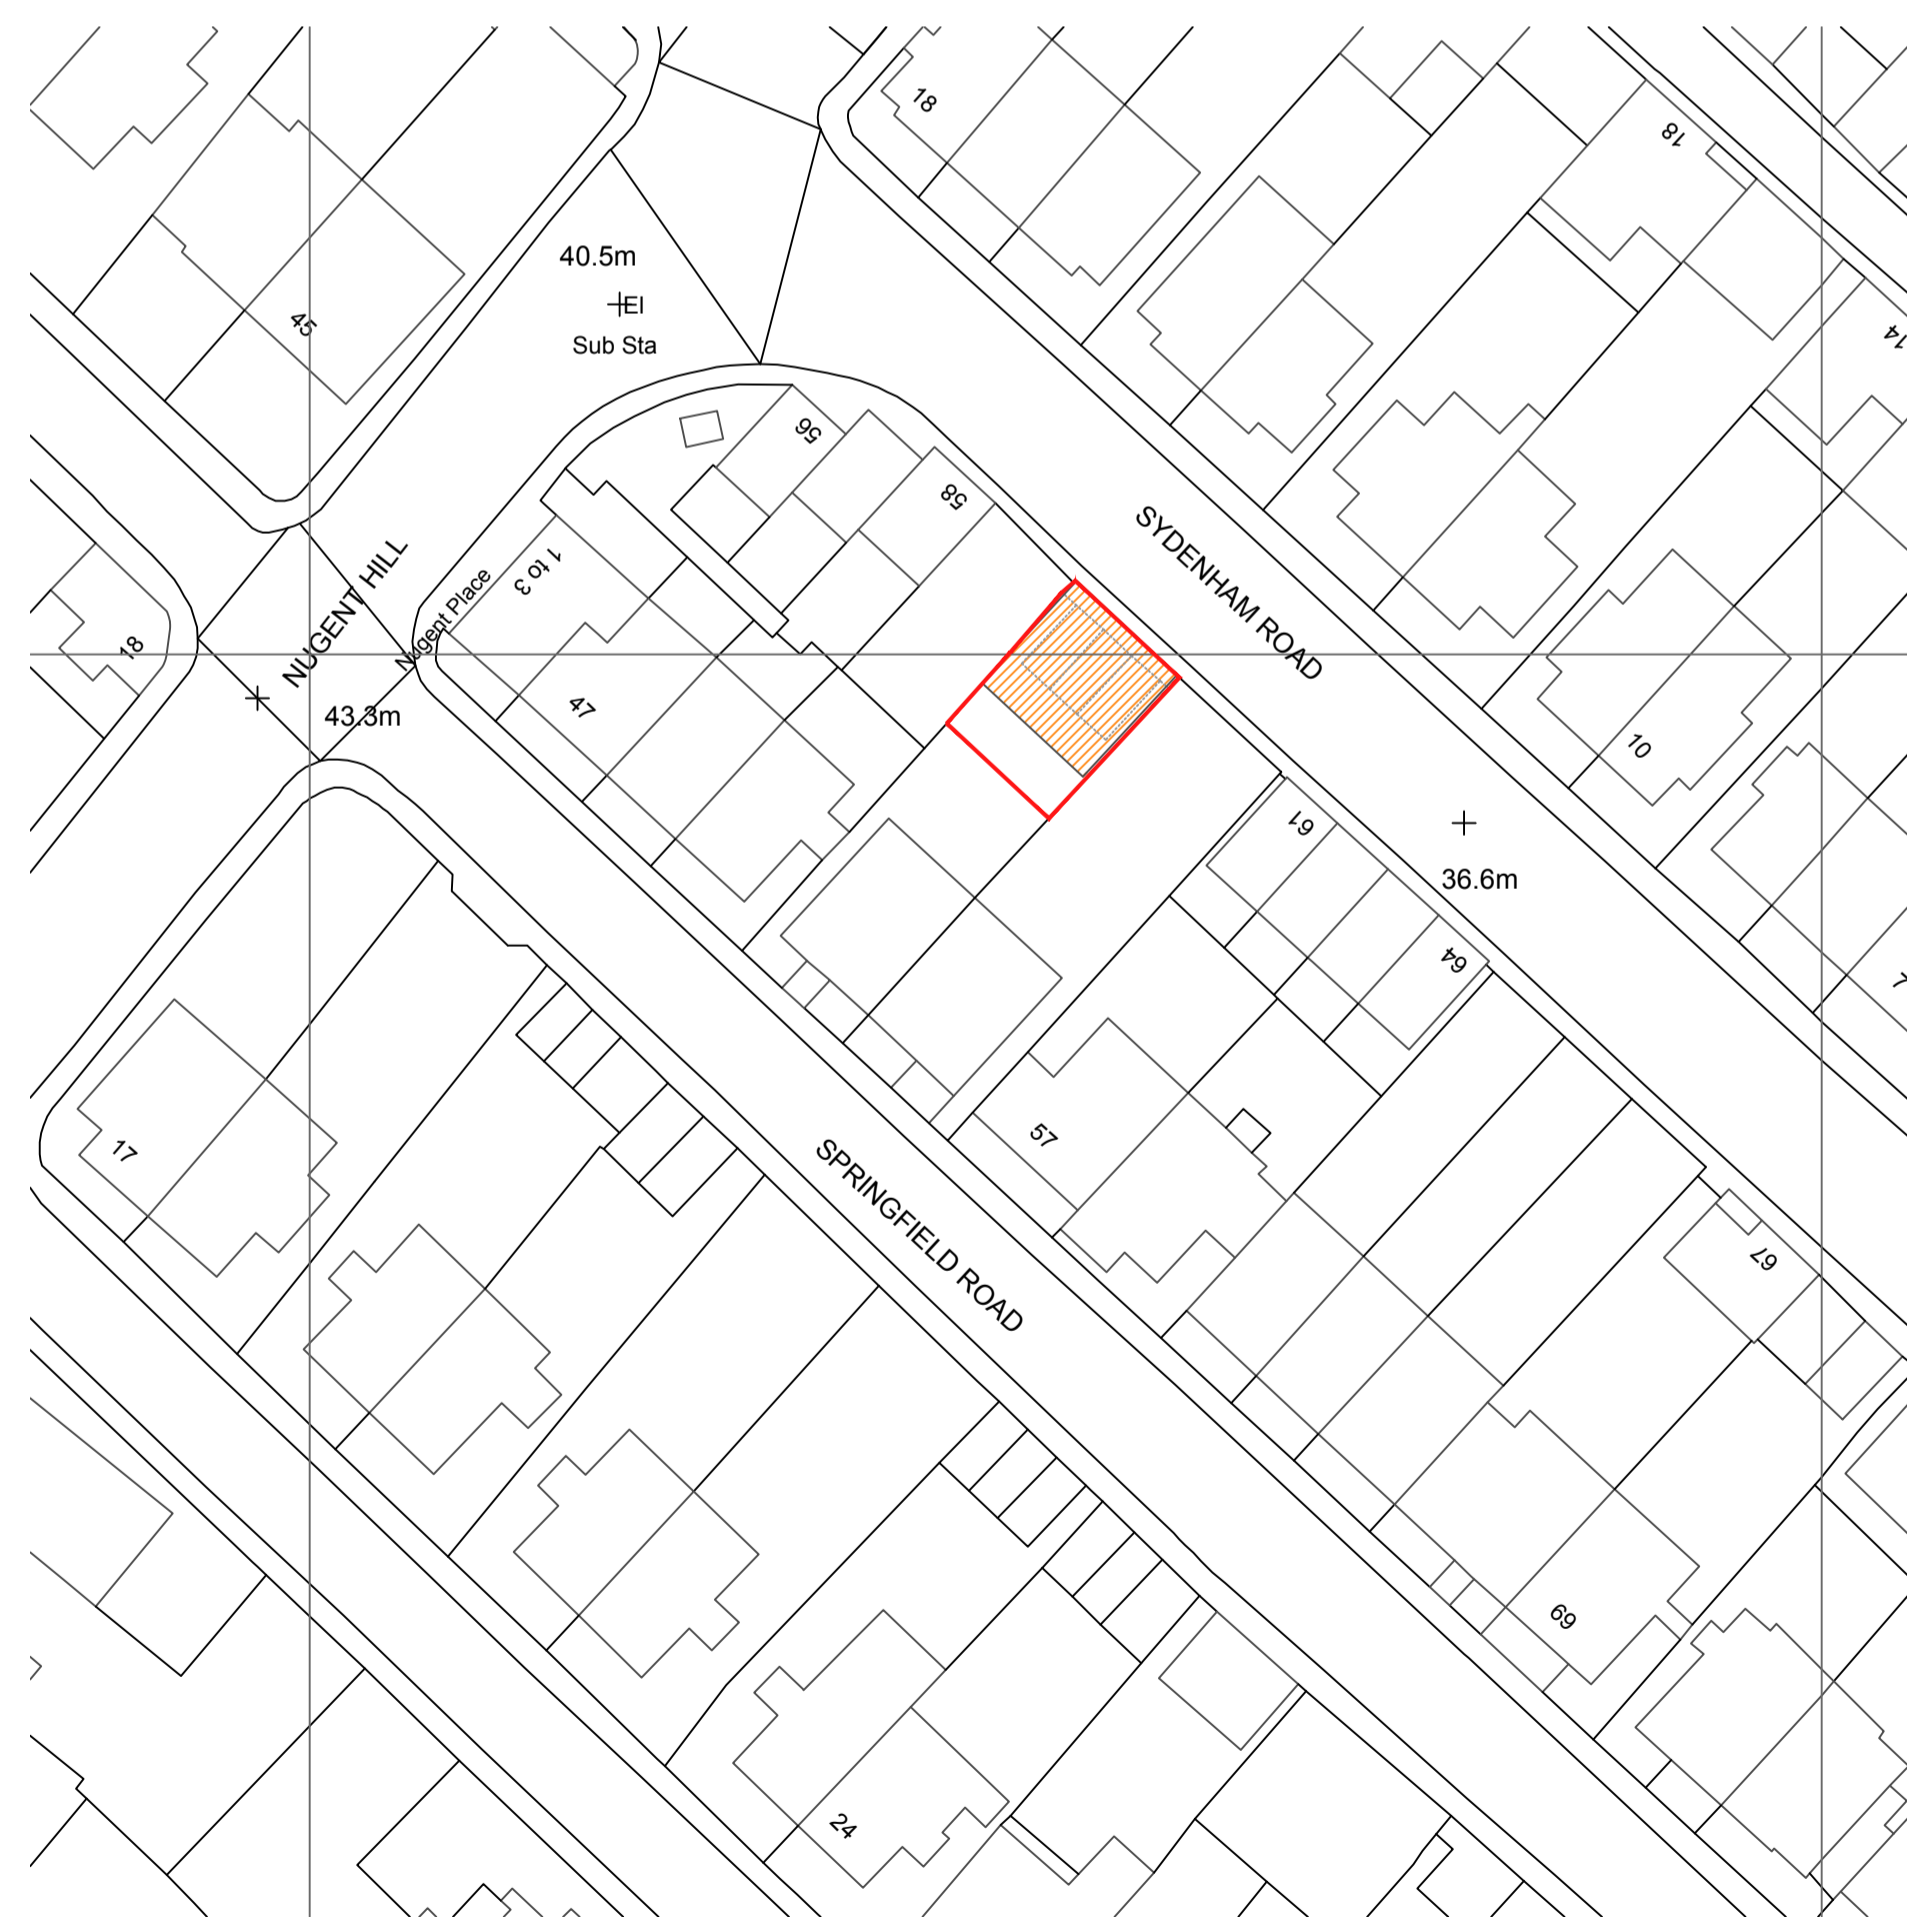 18
18
45
40.5m
El
Sub Sta
14
56
58
SYDENHAM ROAD
1 to 3
NUGENT HILL
Nugent Place
18
47
43.3m
10
61
36.6m
64
7
17
57
SPRINGFIELD ROAD
67
69
24